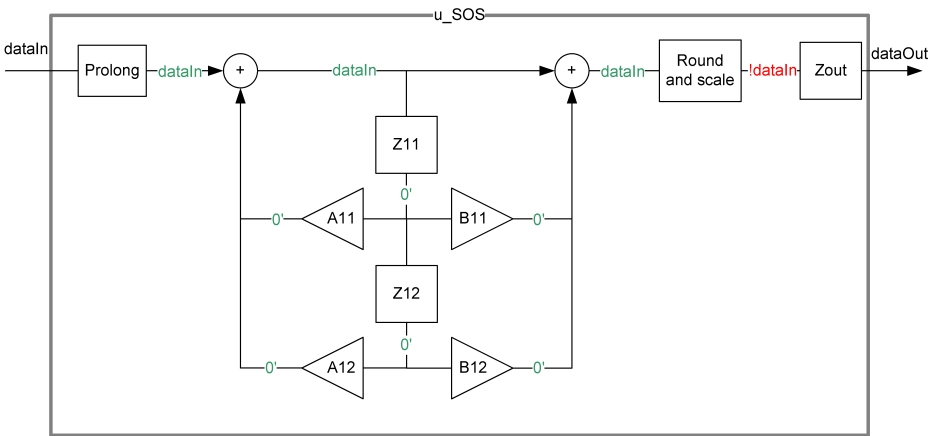 u_SOS
dataIn
Prolong
dataIn
+
dataIn
+
dataIn
Round
and scale
!dataIn
Zout
dataOut
Z11
0'
0'
A11
B11
0'
Z12
0'
0'
A12
B12
0'